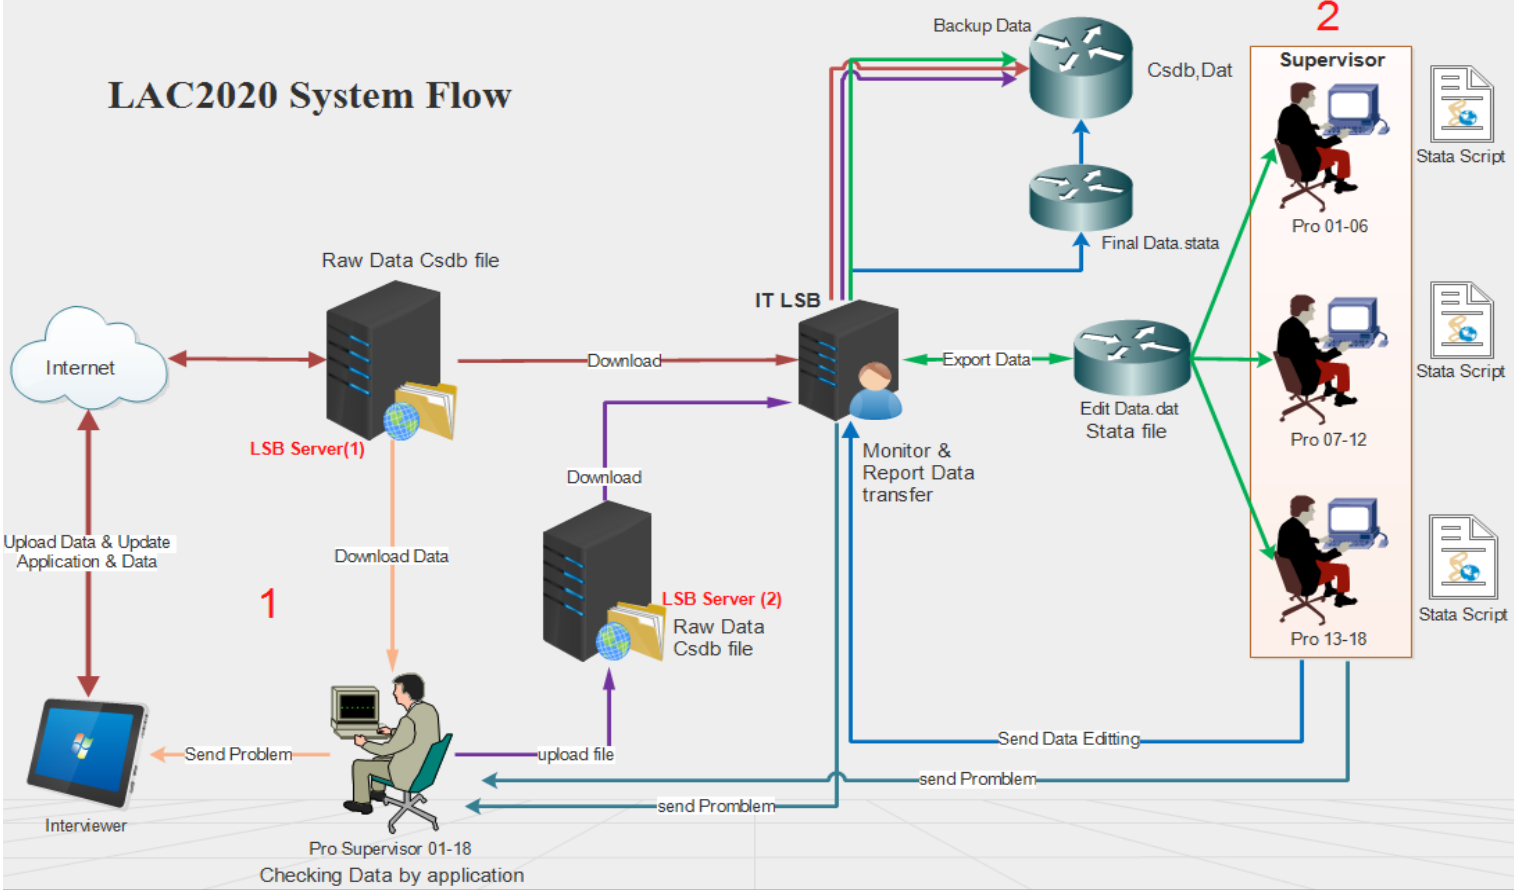 LAC2020 System Flow
Backup Data
Csdb,Dat
2
Supervisor
Stata Script
Pro 01-06
Final Data.stata
Raw Data Csdb file
IT LSB
Internet
Download
Export Data
Stata Script
Edit Data.dat
Stata file
Pro 07-12
LSB Server(1)
Monitor &
Report Data
transfer
Download
Upload Data & Update
Application & Data
Download Data
1
LSB Server (2)
Raw Data
Csdb file
Stata Script
Pro 13-18
Send Problem
upload file
Send Data Editting
send Promblem
send Promblem
Interviewer
Pro Supervisor 01-18
Checking Data by application